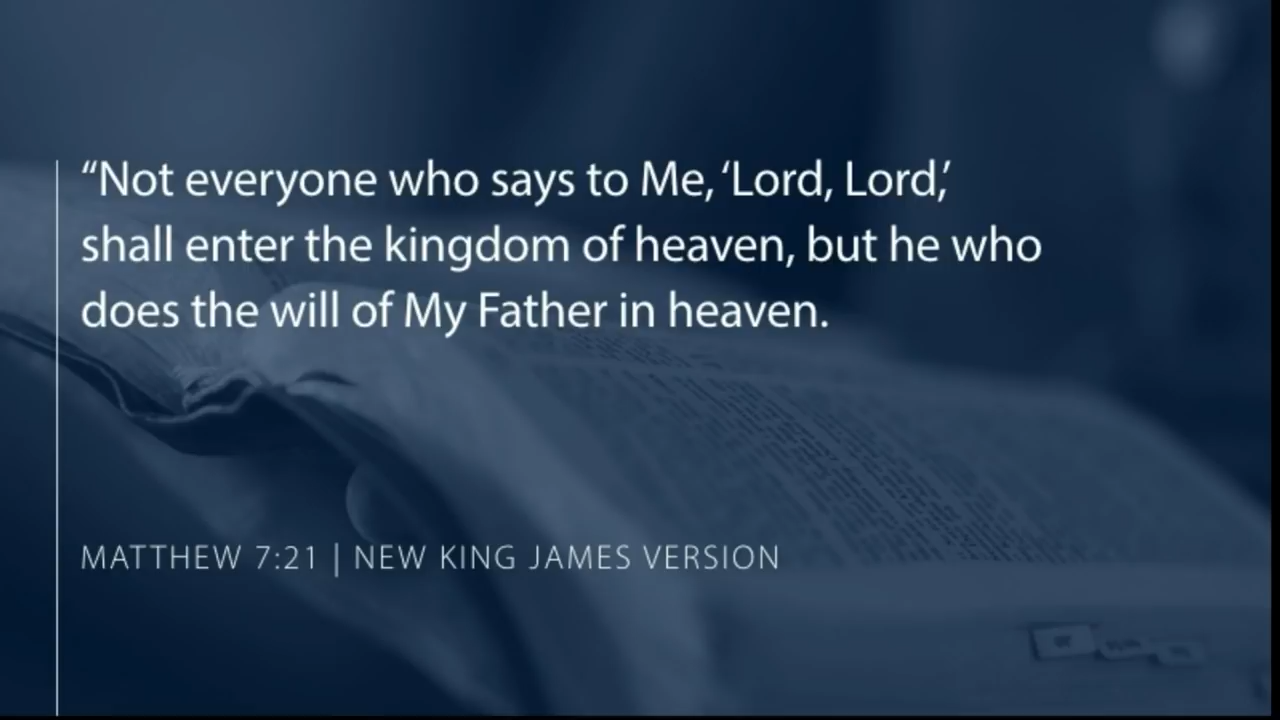 “Not everyone who says to Me, ‘Lord, Lord,’
shall enter the kingdom of heaven, but he who
does the will of My Father in heaven.
MATTHEW 7:21 | NEW KING JAMES VERSION